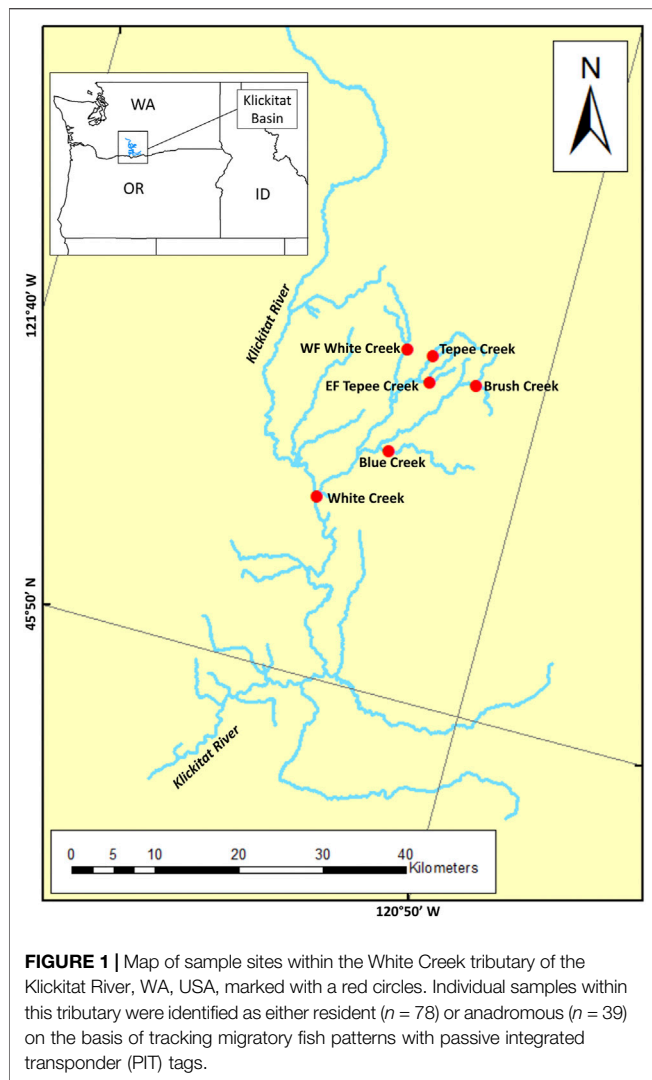 N
WA
Klickitat
Basin
OR
ID
121°40' W
Klickitat River
WF White Creek
Tepee Creek
EF Tepee Creek
Brush Creek
Blue Creek
White Creek
45°50' N
Klickitat River
0 5 10 20 30 40
Kilometers
120°50' W
FIGURE 1 | Map of sample sites within the White Creek tributary of the
Klickitat River, WA, USA, marked with a red circles. Individual samples within
this tributary were identified as either resident (n = 78) or anadromous (n = 39)
on the basis of tracking migratory fish patterns with passive integrated
transponder (PIT) tags.